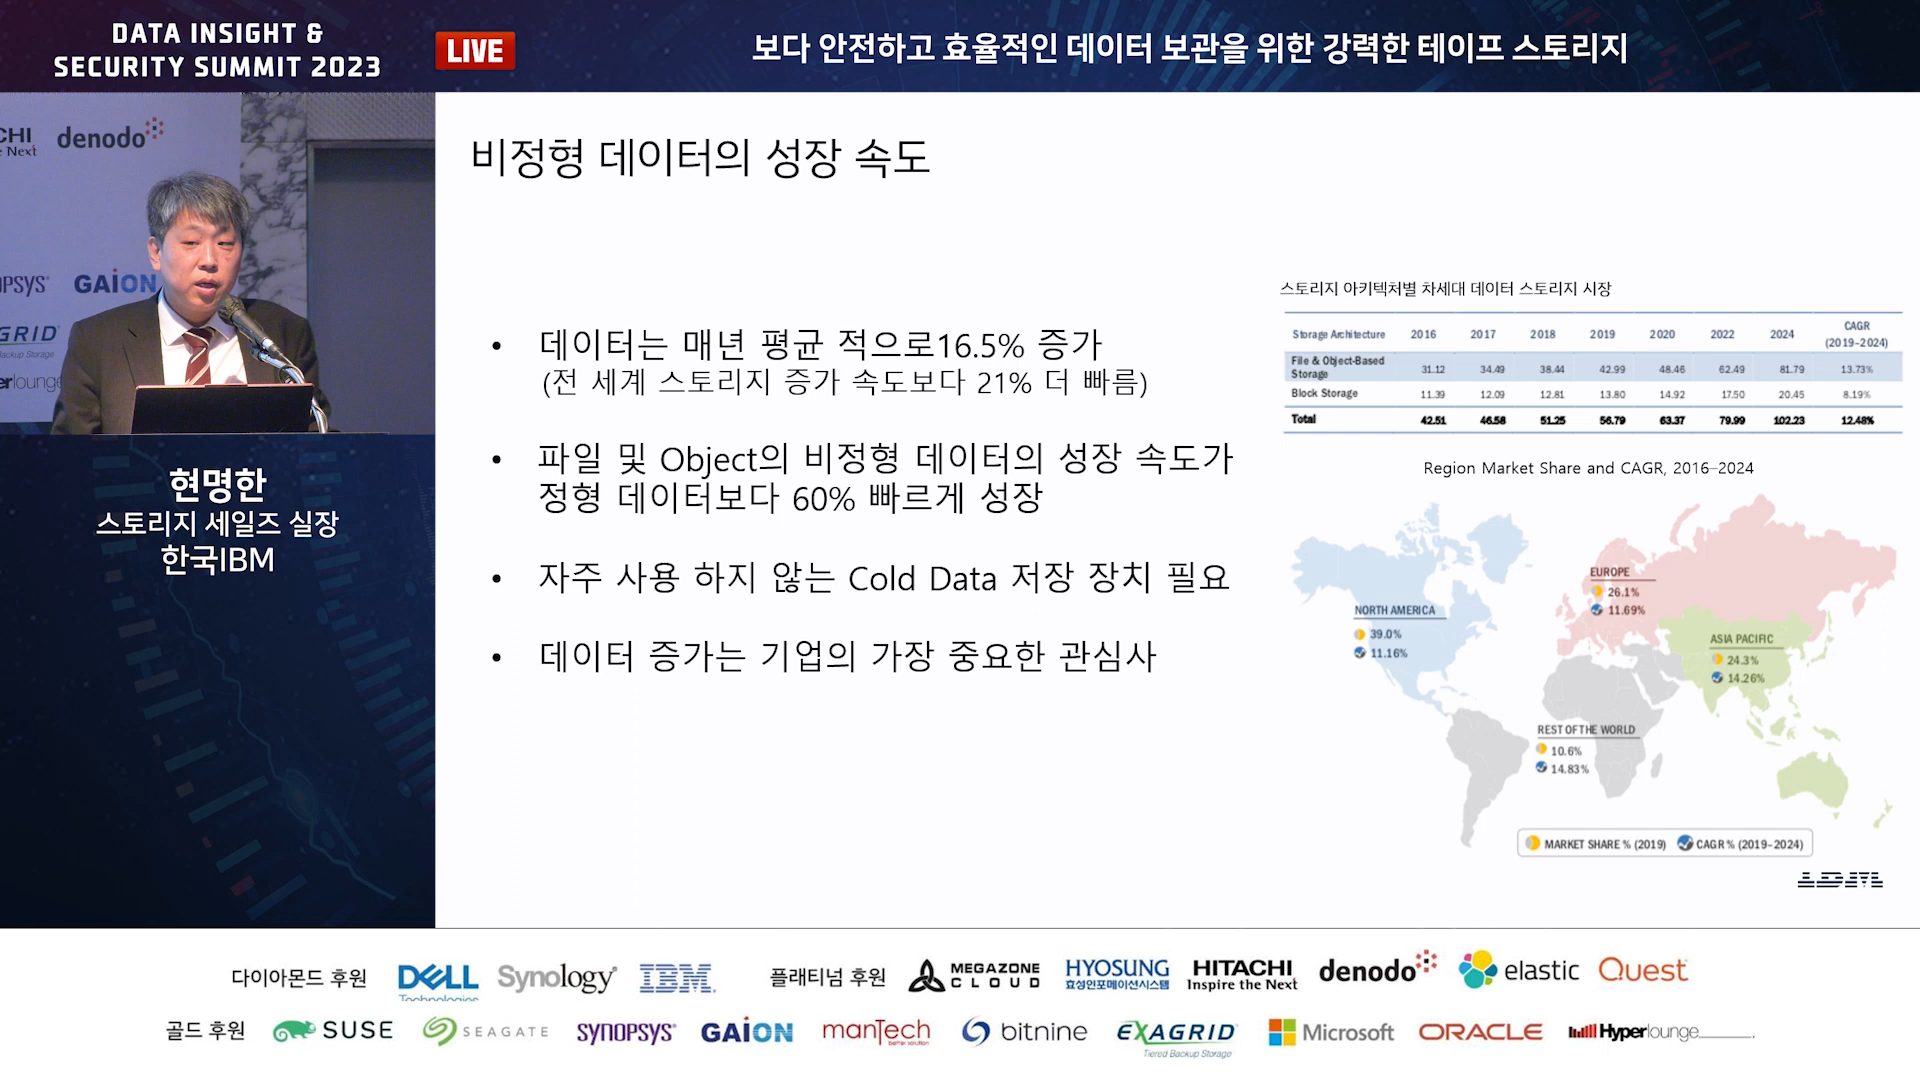 DATA INSIGHT &
SECURITY SUMMIT 2023
LIVE
보다 안전하고 효율적인 데이터 보관을 위한 강력한 테이프 스토리지
CHI
e Next
denodo
OPSYS
GAiON
GRID
Backup Storage
erlounge
현명한
스토리지 세일즈 실장
한국IBM
비정형 데이터의 성장 속도
• 데이터는 매년 평균 적으로16.5% 증가
(전 세계 스토리지 증가 속도보다 21% 더 빠름)
• 파일 및 Object의 비정형 데이터의 성장 속도가
정형 데이터보다 60% 빠르게 성장
• 자주 사용 하지 않는 Cold Data 저장 장치 필요
• 데이터 증가는 기업의 가장 중요한 관심사
스토리지 아키텍처별 차세대 데이터 스토리지 시장
Storage Architecture 2016 2017 2018 2019 2020 2022 2024 CAGR (2019-2024)
File & Object-Based Storage 31.12 34.49 38.44 42.99 48.46 62.49 81.79 13.73%
Block Storage 11.39 12.09 12.81 13.80 14.92 17.50 20.45 8.19%
Total 42.51 46.58 51.25 56.79 63.37 79.99 102.23 12.48%
Region Market Share and CAGR, 2016–2024
NORTH AMERICA
39.0%
11.16%
EUROPE
26.1%
11.69%
ASIA PACIFIC
24.3%
14.26%
REST OF THE WORLD
10.6%
14.83%
MARKET SHARE % (2019) CAGR % (2019-2024)
IBM
다이아몬드 후원 DELL Technologies Synology IBM 플래티넘 후원 MEGAZONE CLOUD HYOSUNG 효성인포메이션시스템 HITACHI Inspire the Next denodo elastic Quest
골드 후원 SUSE SEAGATE SYNOPSYS GAiON manTech better solution bitnine EXAGRID Tiered Backup Storage Microsoft ORACLE Hyperlounge